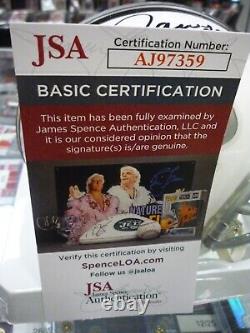 JSA
Certification Number:
AJ97359
BASIC CERTIFICATION
This item has been fully examined by
James Spence Authentication, LLC and
it is our considered opinion that the
signature(s) is/are genuine.
NATURE
Verify this certification by visiting
SpenceLOA.com
Follow us @jsaloa
JSA
James Spence
Authentication